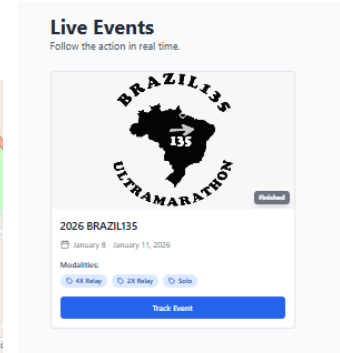 Live Events
Follow the action in real time.
BRAZIL135
135
ULTRAMARATHON
Finished
2026 BRAZIL135
January 8 - January 11, 2026
Modalities:
4X Relay
2X Relay
Solo
Track Event